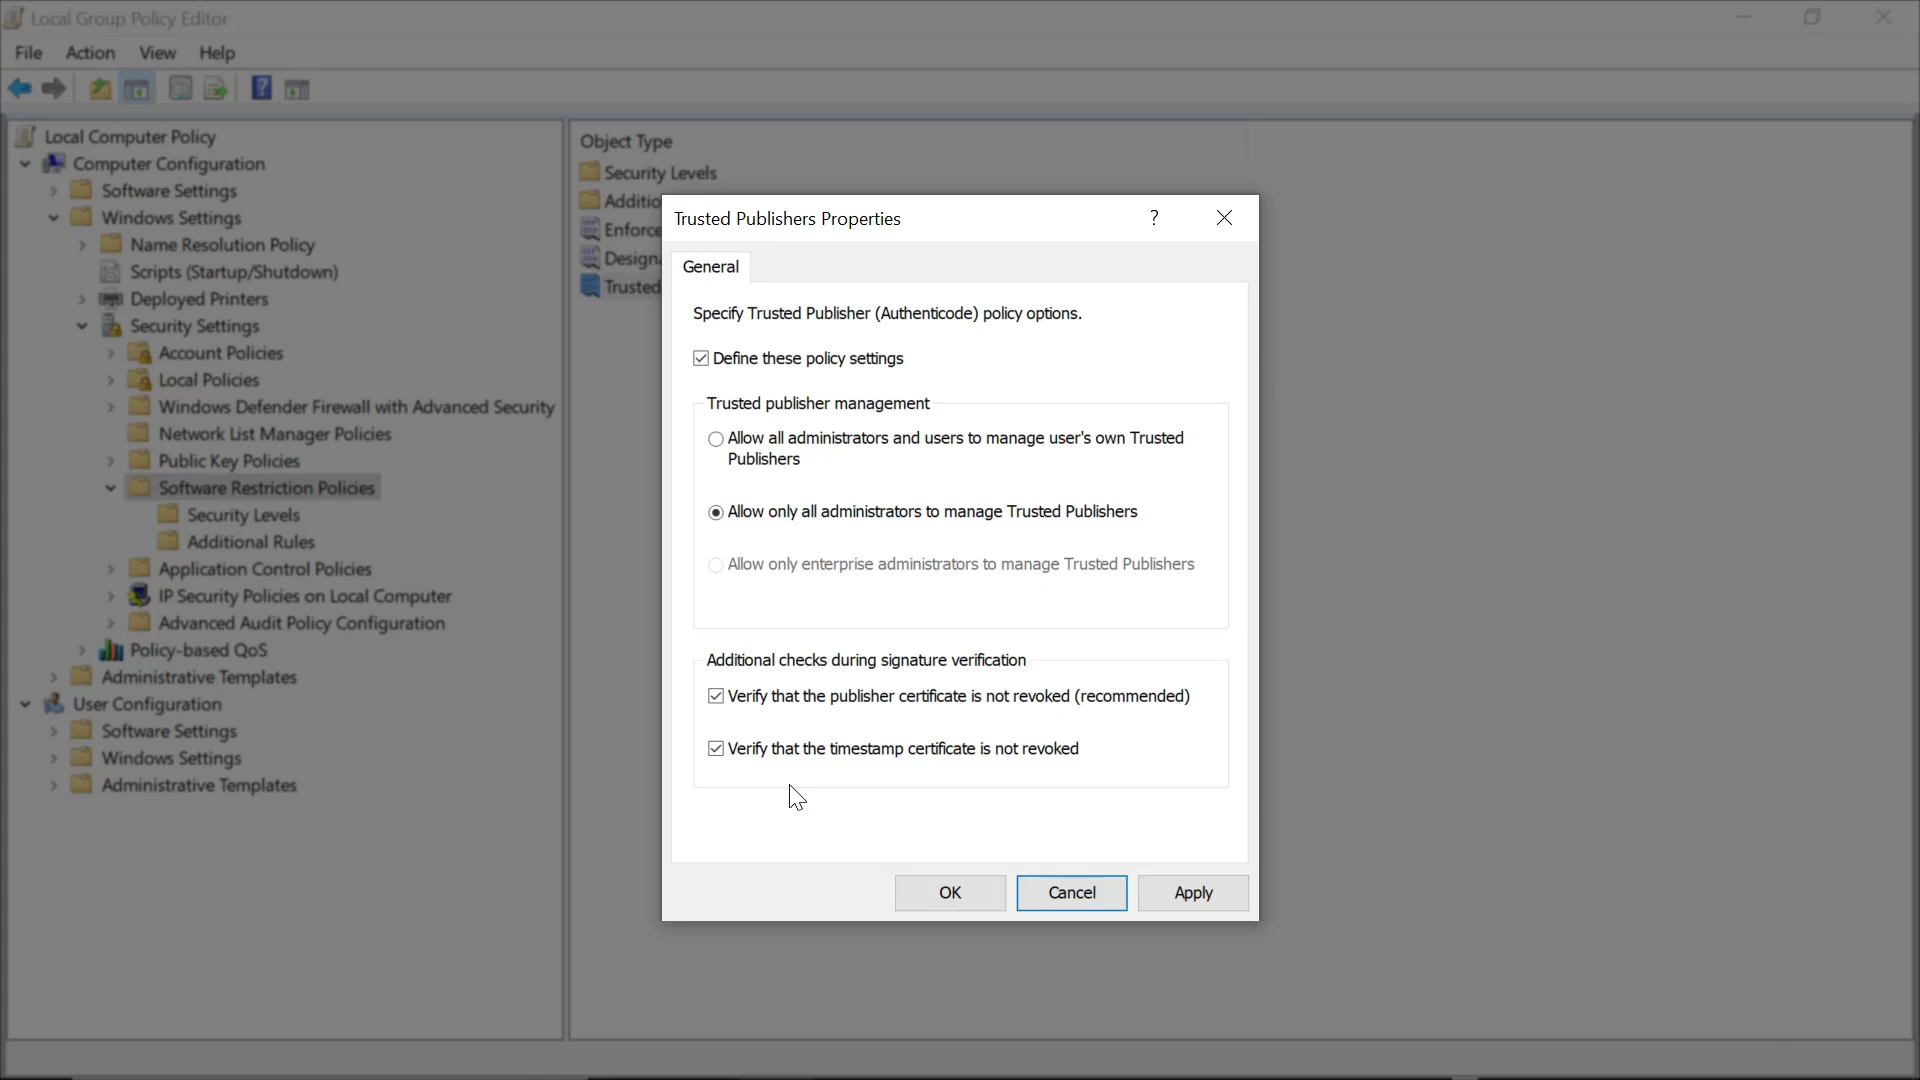 Local Group Policy Editor
File Action View Help
Local Computer Policy
Computer Configuration
Software Settings
Windows Settings
Name Resolution Policy
Scripts (Startup/Shutdown)
Deployed Printers
Security Settings
Account Policies
Local Policies
Windows Defender Firewall with Advanced Security
Network List Manager Policies
Public Key Policies
Software Restriction Policies
Security Levels
Additional Rules
Application Control Policies
IP Security Policies on Local Computer
Advanced Audit Policy Configuration
Policy-based QoS
Administrative Templates
User Configuration
Software Settings
Windows Settings
Administrative Templates
Object Type
Security Levels
Additio
Enforce
Design
Trusted
Trusted Publishers Properties
?
General
Specify Trusted Publisher (Authenticode) policy options.
Define these policy settings
Trusted publisher management
Allow all administrators and users to manage user's own Trusted
Publishers
Allow only all administrators to manage Trusted Publishers
Allow only enterprise administrators to manage Trusted Publishers
Additional checks during signature verification
Verify that the publisher certificate is not revoked (recommended)
Verify that the timestamp certificate is not revoked
OK Cancel Apply